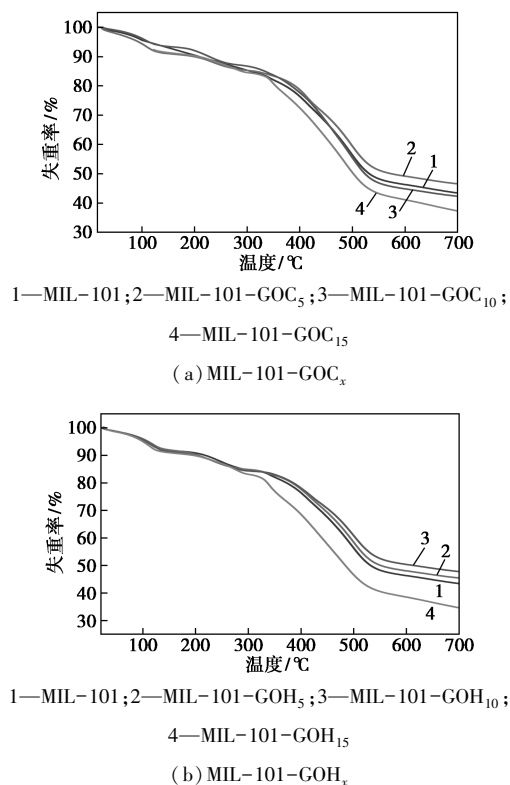 100
90
80
70
60
50
40
30
失重率/%
1
2
3
4
100 200 300 400 500 600 700
温度/℃
1—MIL-101;2—MIL-101-GOC₅;3—MIL-101-GOC₁₀;
4—MIL-101-GOC₁₅
(a)MIL-101-GOCₓ
100
90
80
70
60
50
40
30
失重率/%
3
2
1
4
100 200 300 400 500 600 700
温度/℃
1—MIL-101;2—MIL-101-GOH₅;3—MIL-101-GOH₁₀;
4—MIL-101-GOH₁₅
(b)MIL-101-GOHₓ